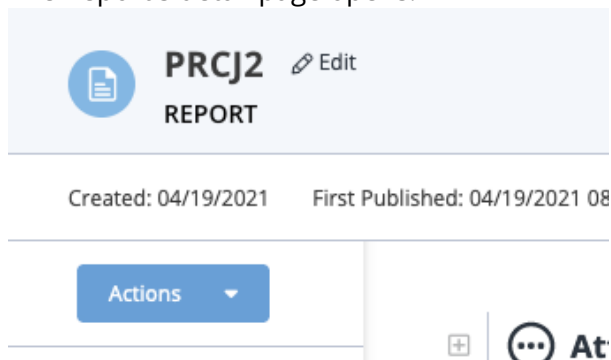 PRCJ2 Edit
REPORT
Created: 04/19/2021 First Published: 04/19/2021
Actions